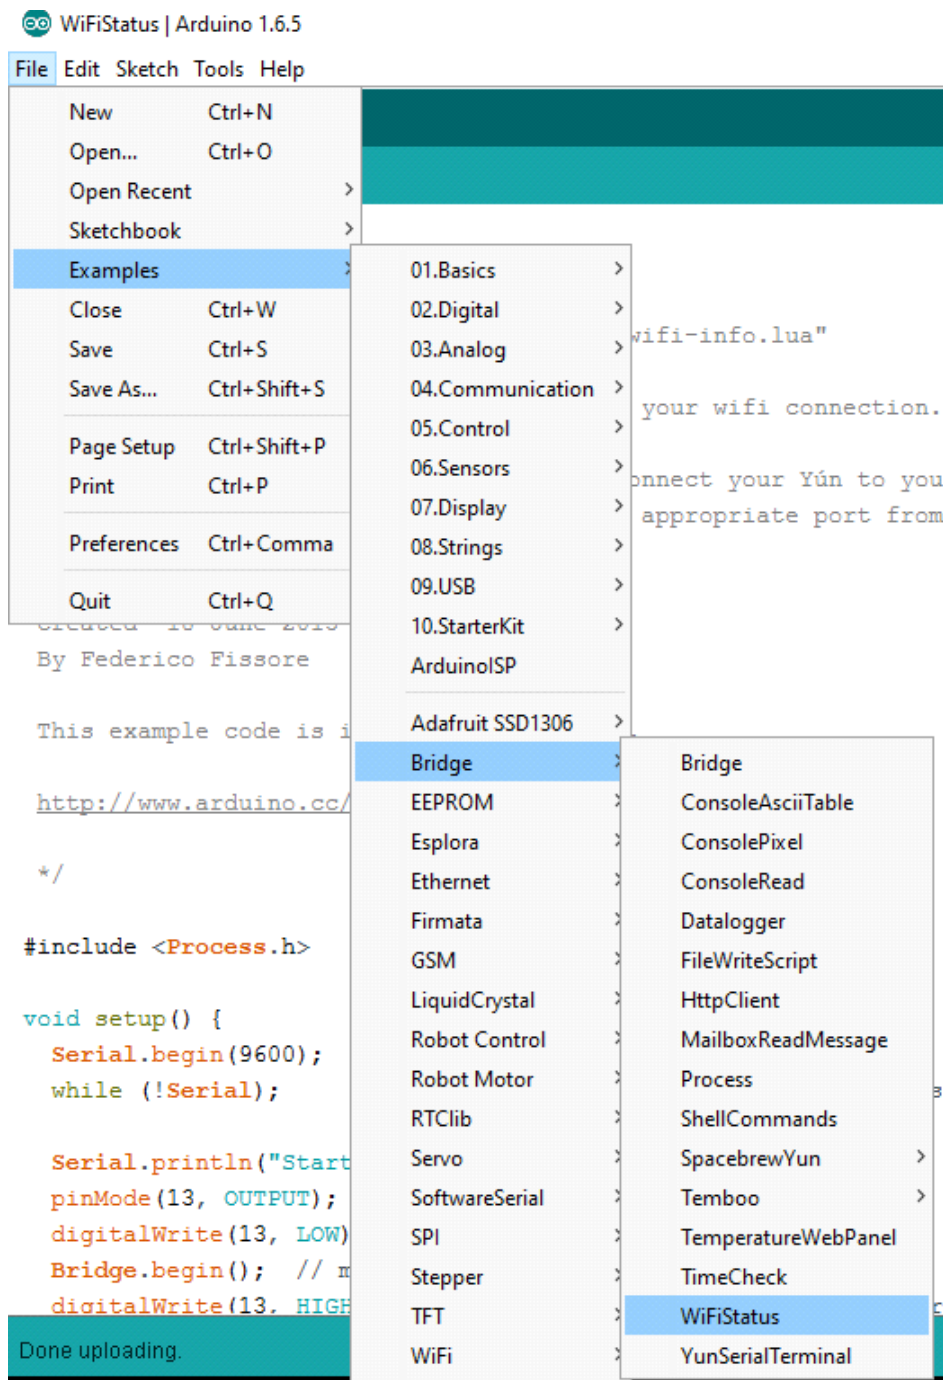 WiFiStatus | Arduino 1.6.5
File Edit Sketch Tools Help
New Ctrl+N
Open... Ctrl+O
Open Recent
Sketchbook
Examples
Close Ctrl+W
Save Ctrl+S
Save As... Ctrl+Shift+S
Page Setup Ctrl+Shift+P
Print Ctrl+P
Preferences Ctrl+Comma
Quit Ctrl+Q
01.Basics
02.Digital
03.Analog
04.Communication
05.Control
06.Sensors
07.Display
08.Strings
09.USB
10.StarterKit
ArduinoISP
Adafruit SSD1306
Bridge
EEPROM
Esplora
Ethernet
Firmata
GSM
LiquidCrystal
Robot Control
Robot Motor
RTClib
Servo
SoftwareSerial
SPI
Stepper
TFT
WiFi
Bridge
ConsoleAsciiTable
ConsolePixel
ConsoleRead
Datalogger
FileWriteScript
HttpClient
MailboxReadMessage
Process
ShellCommands
SpacebrewYun
Temboo
TemperatureWebPanel
TimeCheck
WiFiStatus
YunSerialTerminal
wifi-info.lua"
your wifi connection.
onnect your Yún to you
appropriate port from
By Federico Fissore
This example code is i
http://www.arduino.cc/
*/
#include <Process.h>
void setup() {
Serial.begin(9600);
while (!Serial);
Serial.println("Start
pinMode(13, OUTPUT);
digitalWrite(13, LOW)
Bridge.begin(); // m
digitalWrite(13, HIGH
Done uploading.